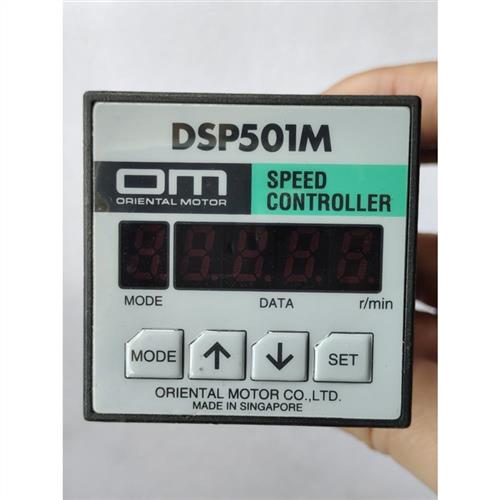 DSP501M
OM
ORIENTAL MOTOR
SPEED
CONTROLLER
MODE DATA r/min
MODE ↑ ↓ SET
ORIENTAL MOTOR CO.,LTD.
MADE IN SINGAPORE